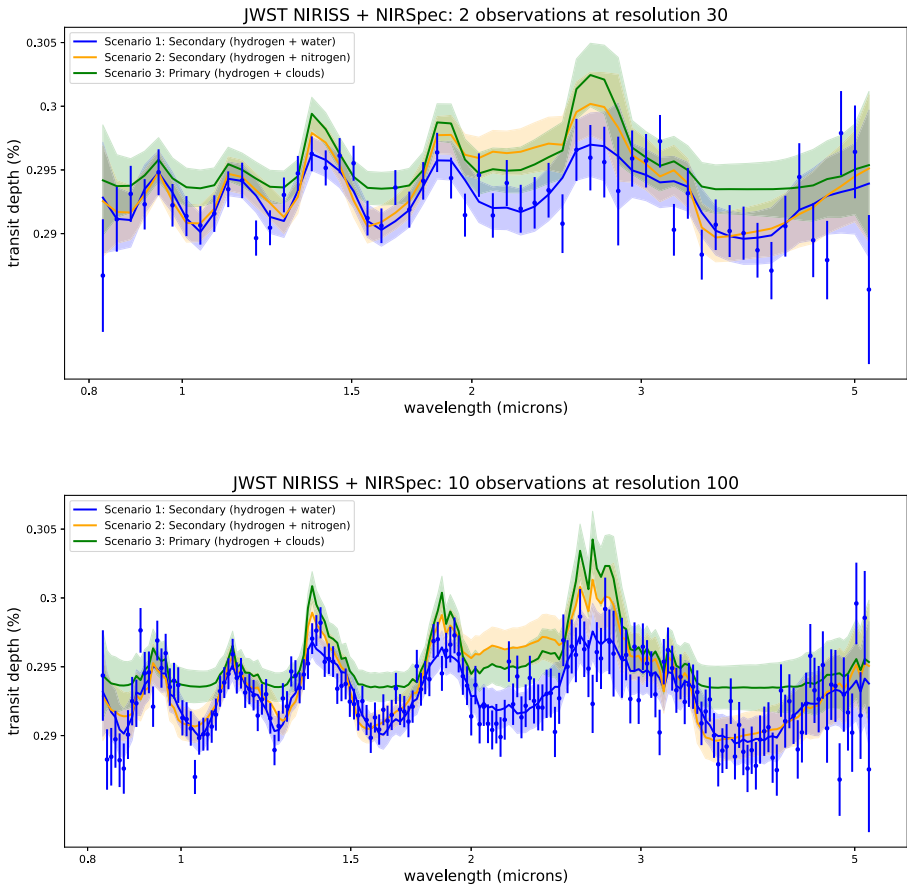 JWST NIRISS + NIRSpec: 2 observations at resolution 30
Scenario 1: Secondary (hydrogen + water)
Scenario 2: Secondary (hydrogen + nitrogen)
Scenario 3: Primary (hydrogen + clouds)
0.305
0.3
0.295
0.29
transit depth (%)
0.8 1 1.5 2 3 5
wavelength (microns)
JWST NIRISS + NIRSpec: 10 observations at resolution 100
Scenario 1: Secondary (hydrogen + water)
Scenario 2: Secondary (hydrogen + nitrogen)
Scenario 3: Primary (hydrogen + clouds)
0.305
0.3
0.295
0.29
transit depth (%)
0.8 1 1.5 2 3 5
wavelength (microns)